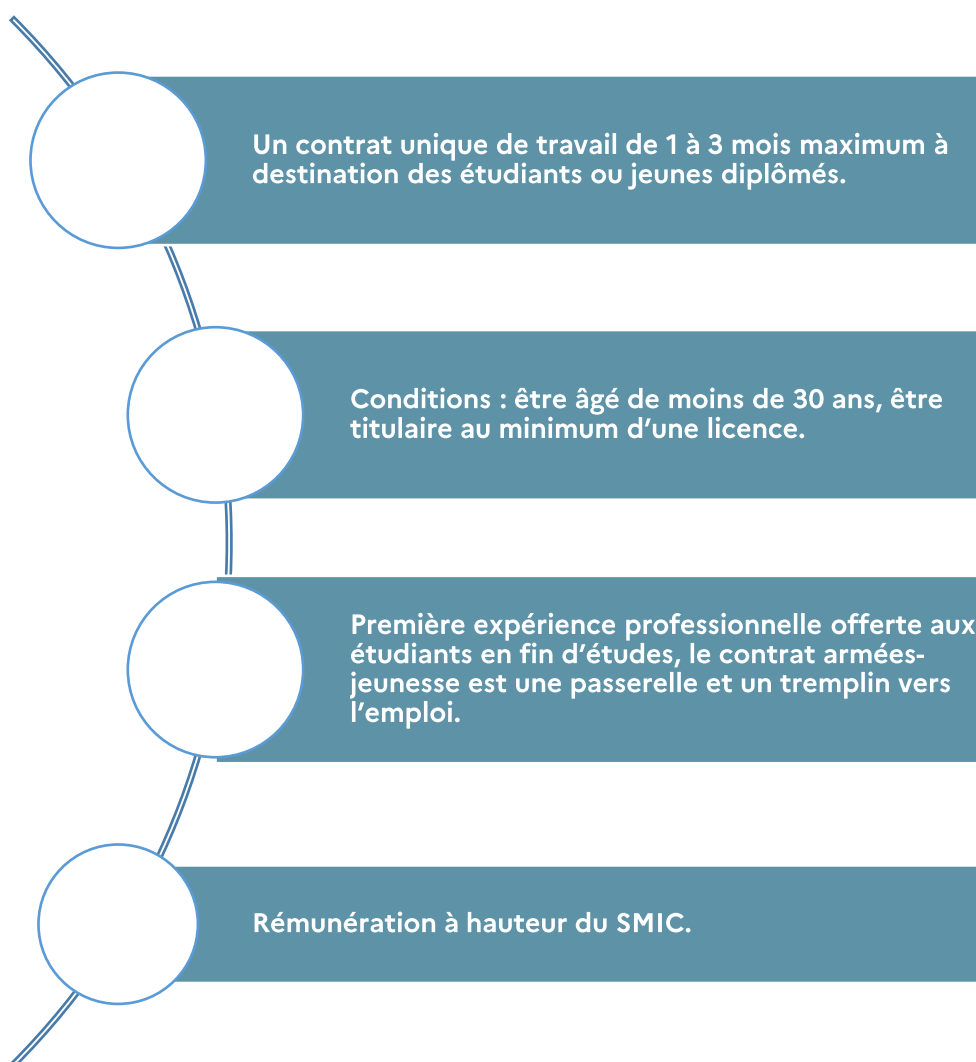 Un contrat unique de travail de 1 à 3 mois maximum à
destination des étudiants ou jeunes diplômés.
Conditions : être âgé de moins de 30 ans, être
titulaire au minimum d’une licence.
Première expérience professionnelle offerte aux
étudiants en fin d’études, le contrat armées-
jeunesse est une passerelle et un tremplin vers
l’emploi.
Rémunération à hauteur du SMIC.